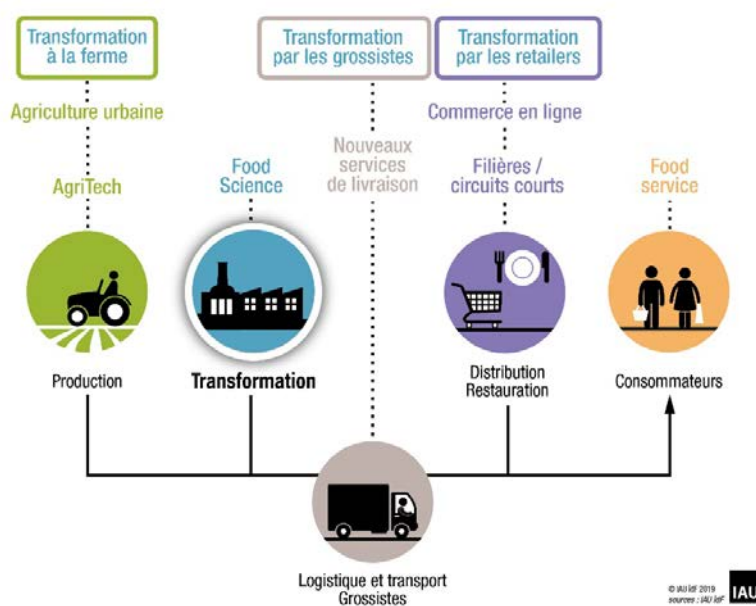 Transformation
à la ferme
Transformation
par les grossistes
Transformation
par les retailers
Agriculture urbaine
Commerce en ligne
Nouveaux
services
de livraison
AgriTech
Food
Science
Filières /
circuits courts
Food
service
Production
Transformation
Distribution
Restauration
Consommateurs
Logistique et transport
Grossistes
© IAU îdF 2019
sources : IAU îdF
IAU